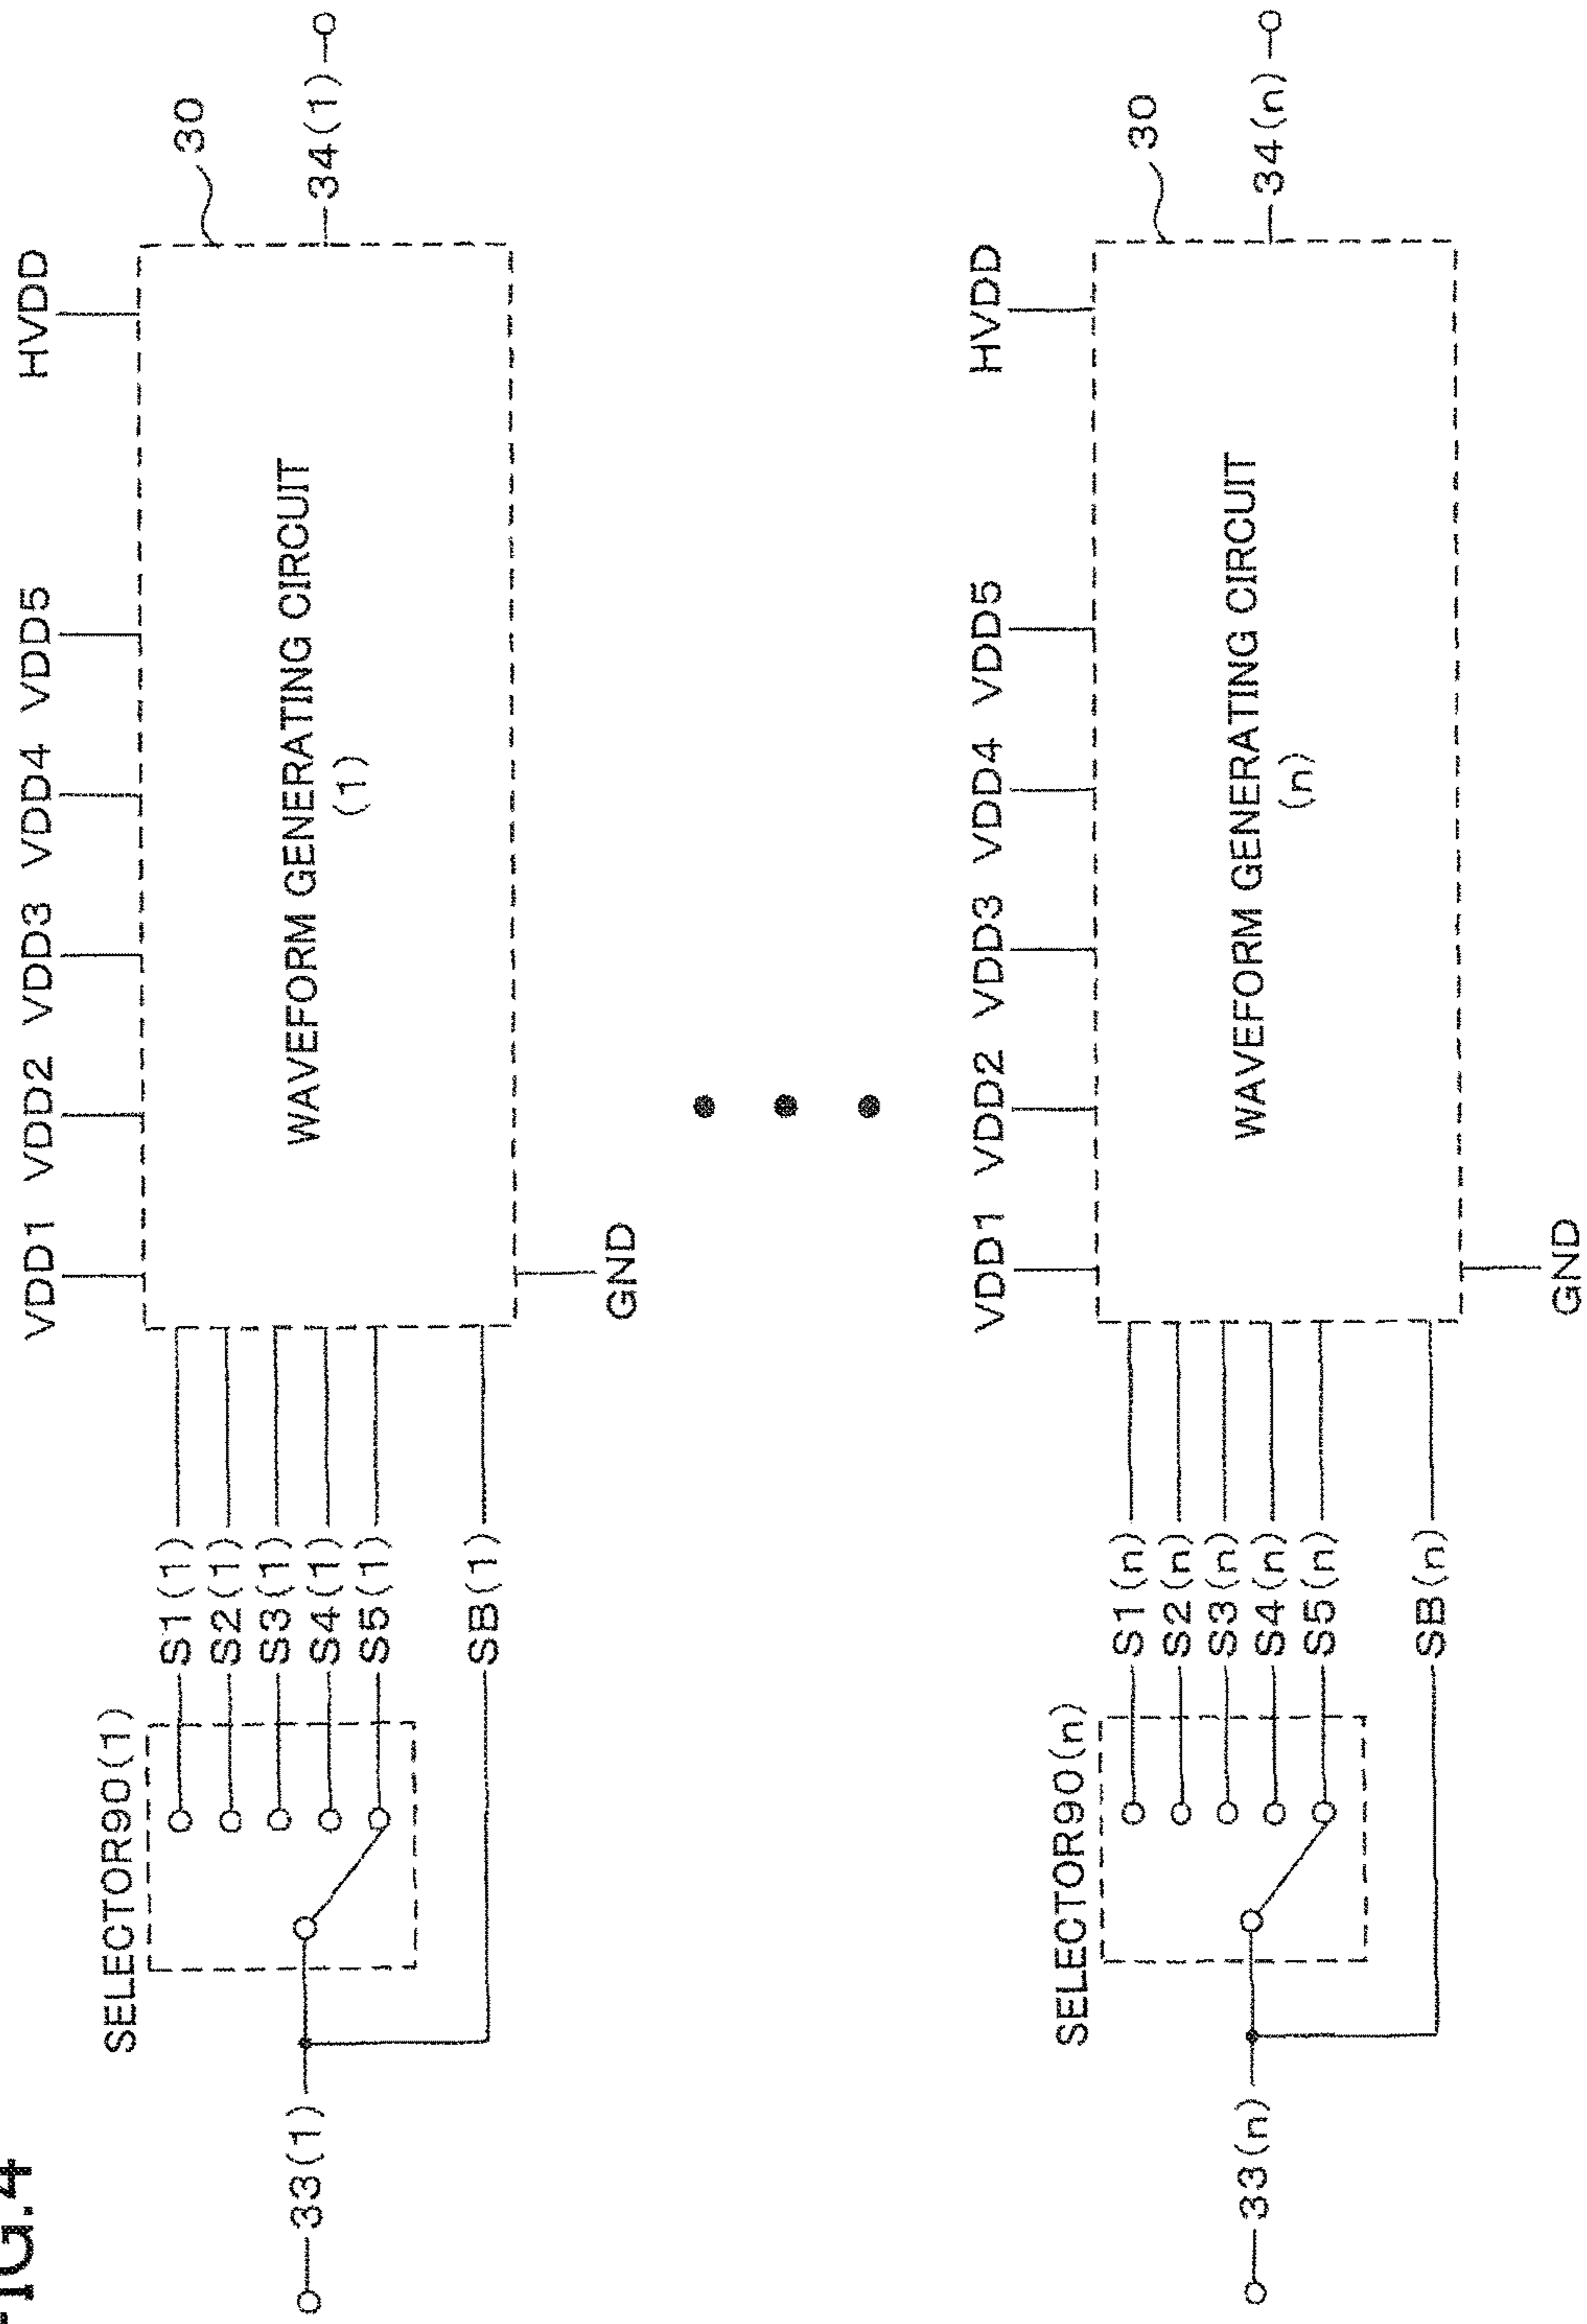 FIG.4
VDD1 VDD2 VDD3 VDD4 VDD5 HVDD
SELECTOR90(1)
30
S1(1)
S2(1)
S3(1)
S4(1)
S5(1)
33(1)
WAVEFORM GENERATING CIRCUIT
(1)
34(1)
SB(1)
GND
VDD1 VDD2 VDD3 VDD4 VDD5 HVDD
SELECTOR90(n)
30
S1(n)
S2(n)
S3(n)
S4(n)
S5(n)
33(n)
WAVEFORM GENERATING CIRCUIT
(n)
34(n)
SB(n)
GND